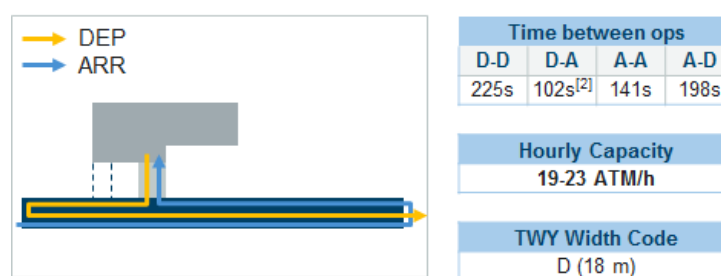 DEP
ARR
Time between ops
D-D D-A A-A A-D
225s 102s[2] 141s 198s
Hourly Capacity
19-23 ATM/h
TWY Width Code
D (18 m)